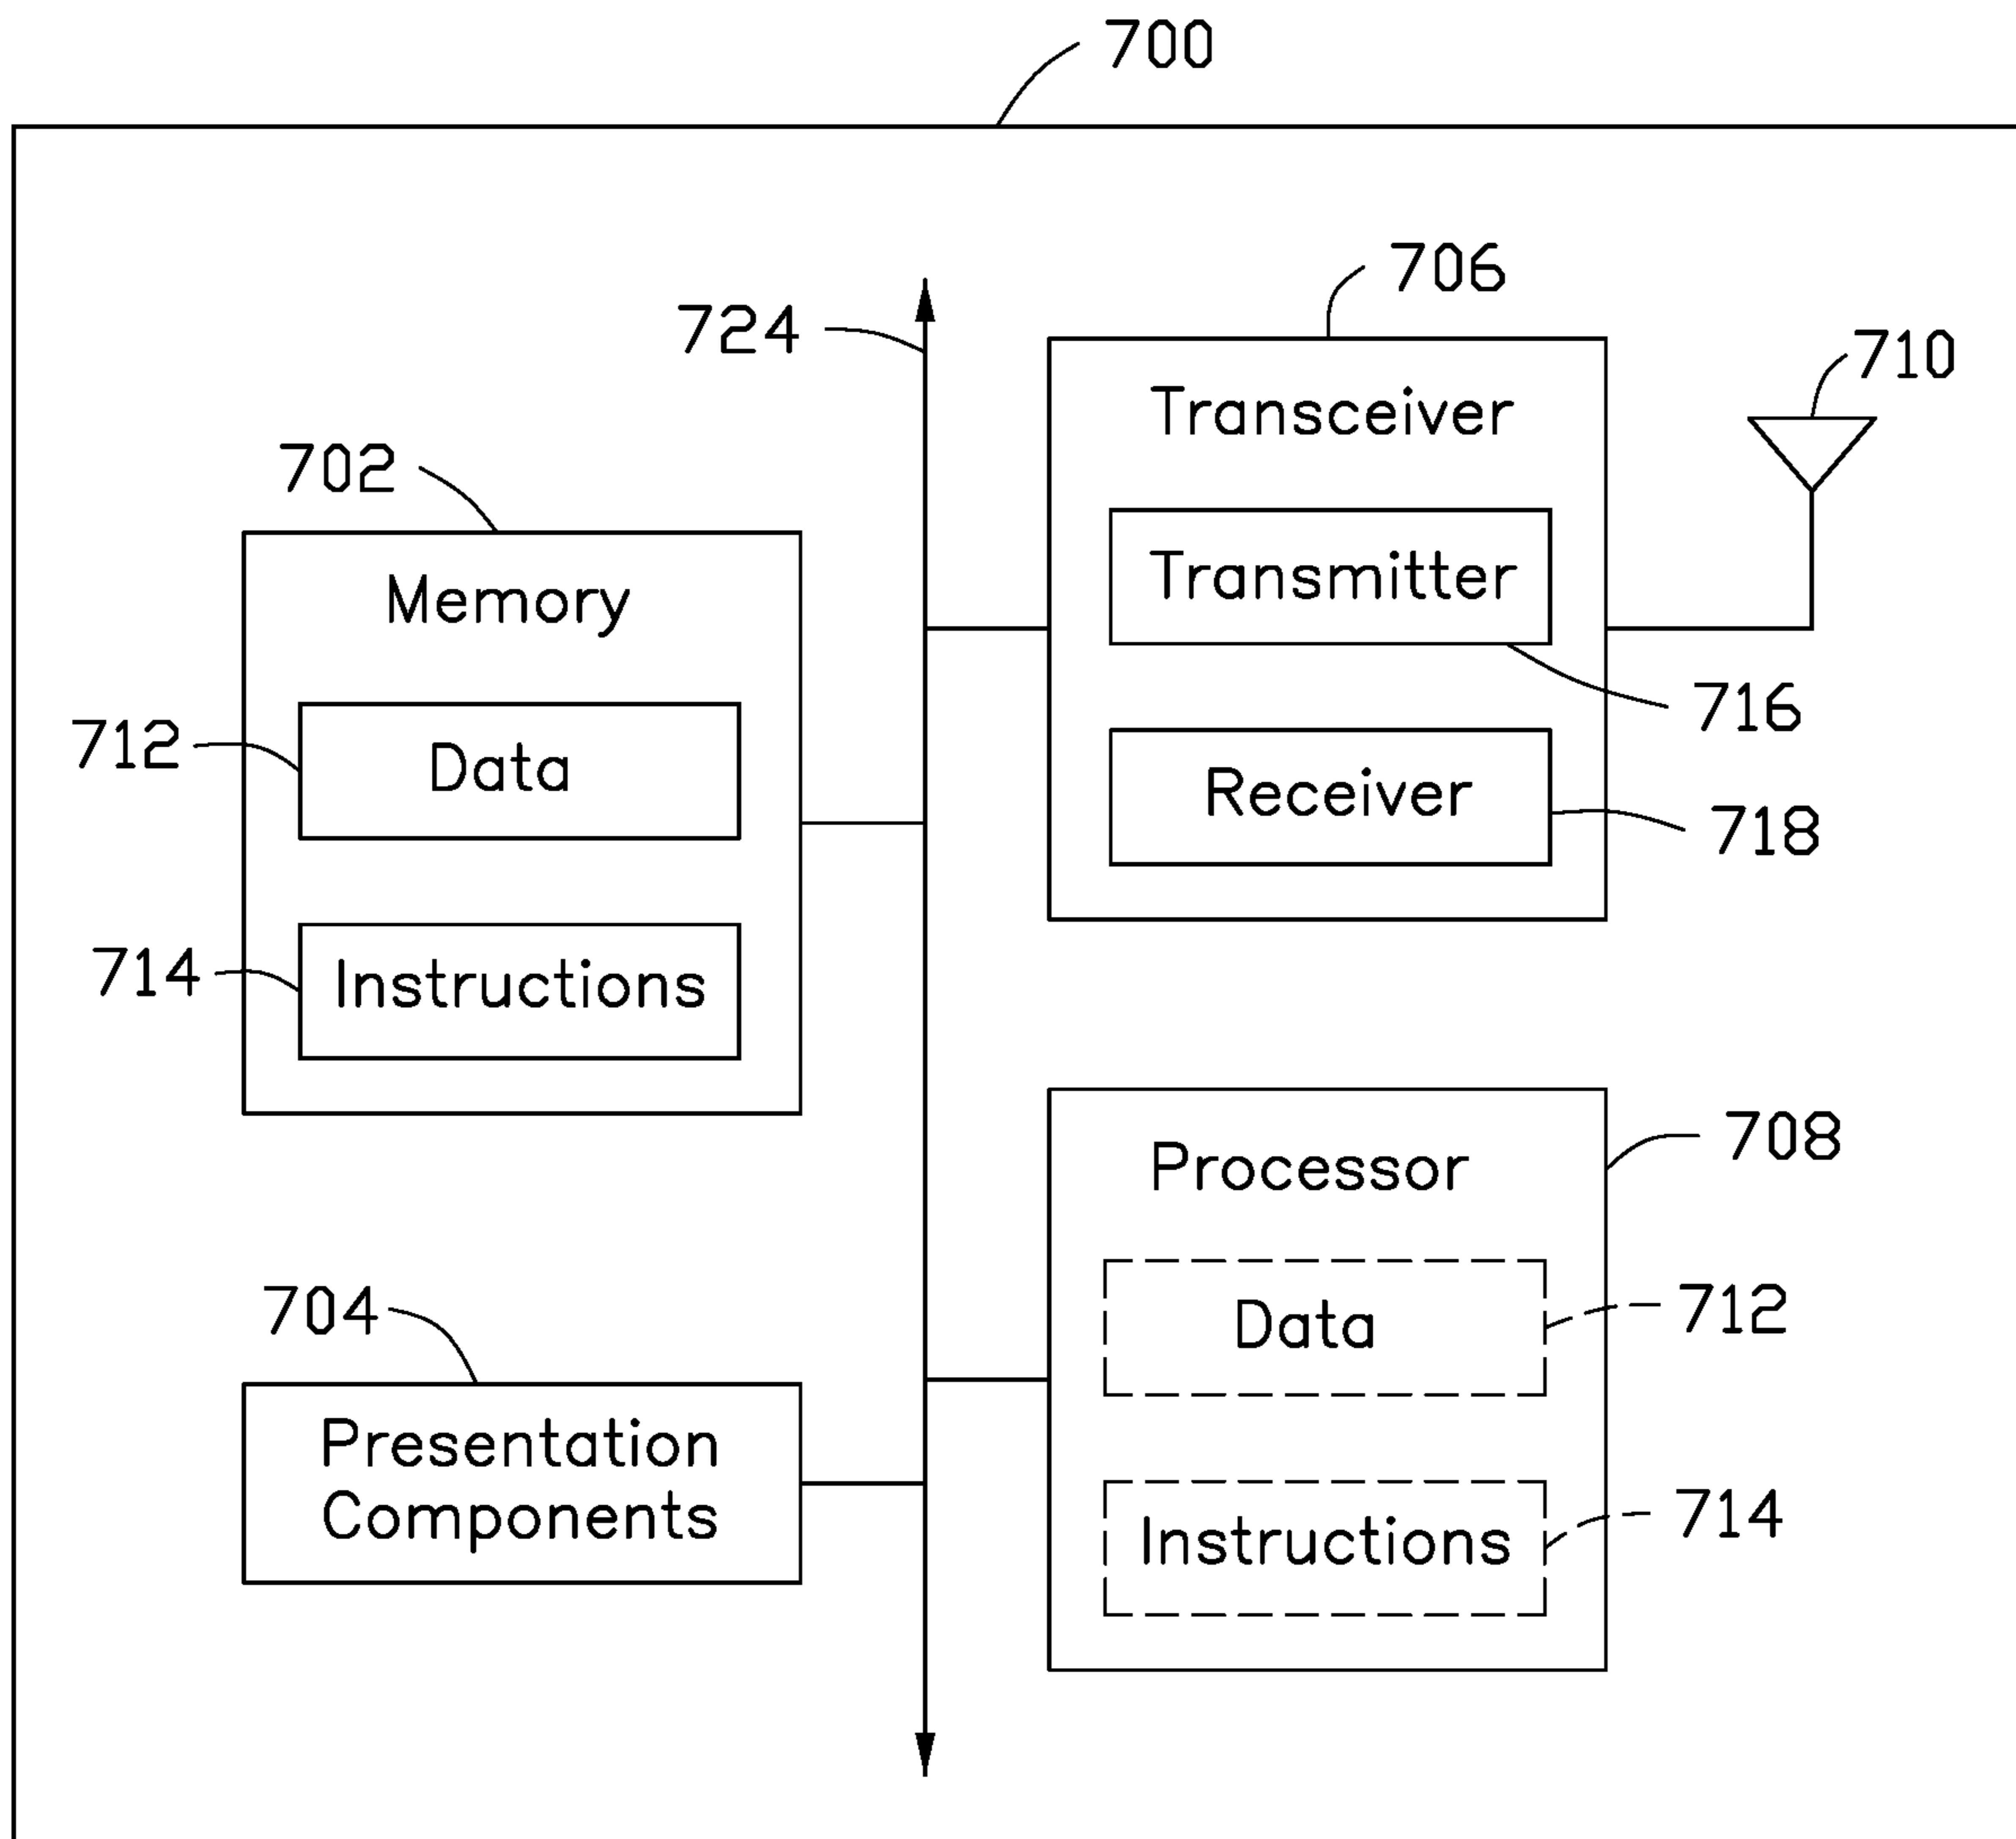 700
724
706
710
702
Transceiver
Memory
Transmitter
712
Data
716
Receiver
718
714
Instructions
708
Processor
704
Data
712
Presentation
Components
Instructions
714